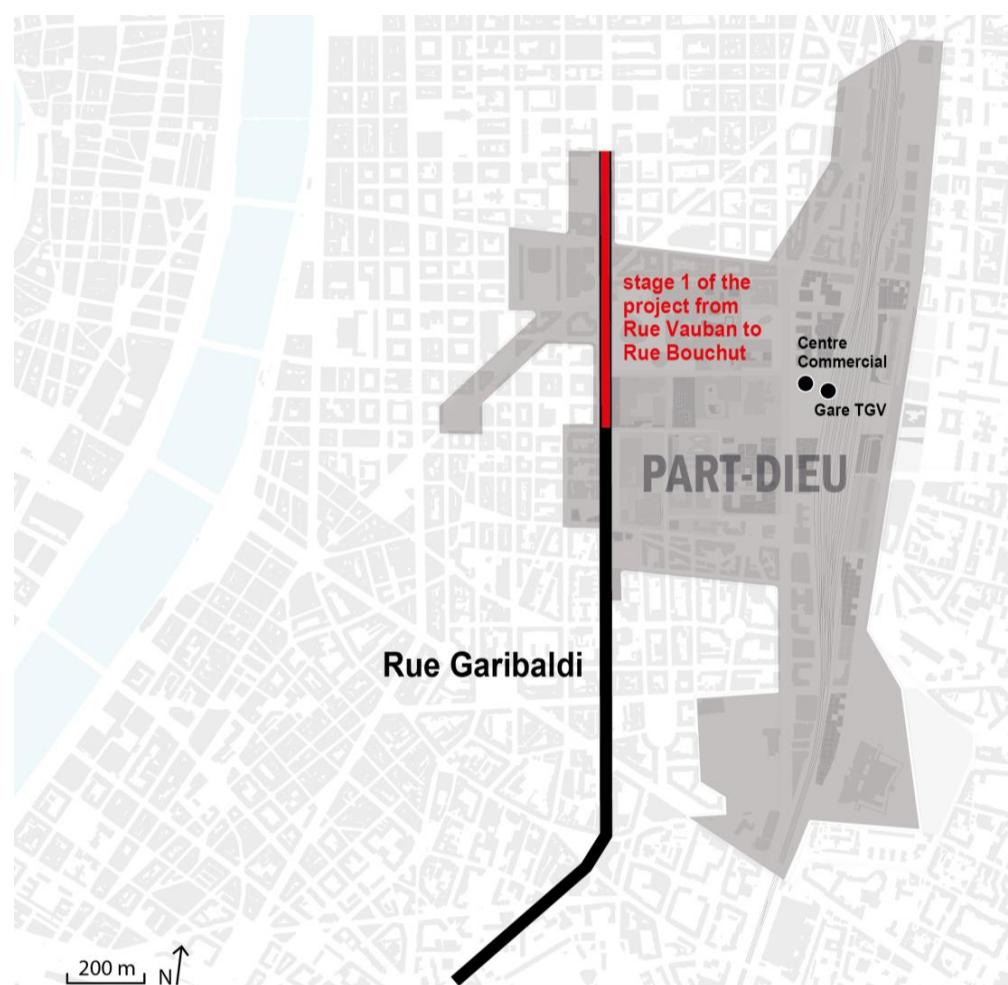 stage 1 of the
project from
Rue Vauban to
Rue Bouchut
Centre
Commercial
Gare TGV
PART-DIEU
Rue Garibaldi
200 m
N